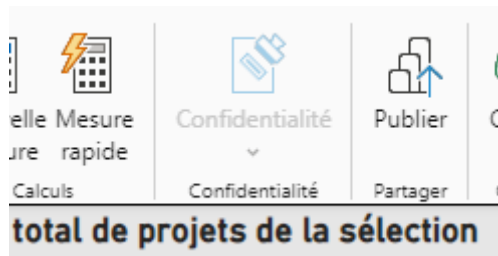 elle Mesure Confidentialité Publier
ure rapide
Calculs Confidentialité Partager
total de projets de la sélection